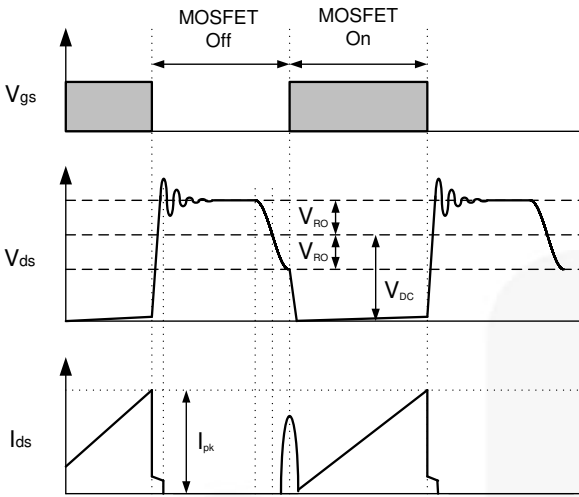 MOSFET
Off
MOSFET
On
Vgs
Vds
VRO
VRO
VDC
Ids
Ipk